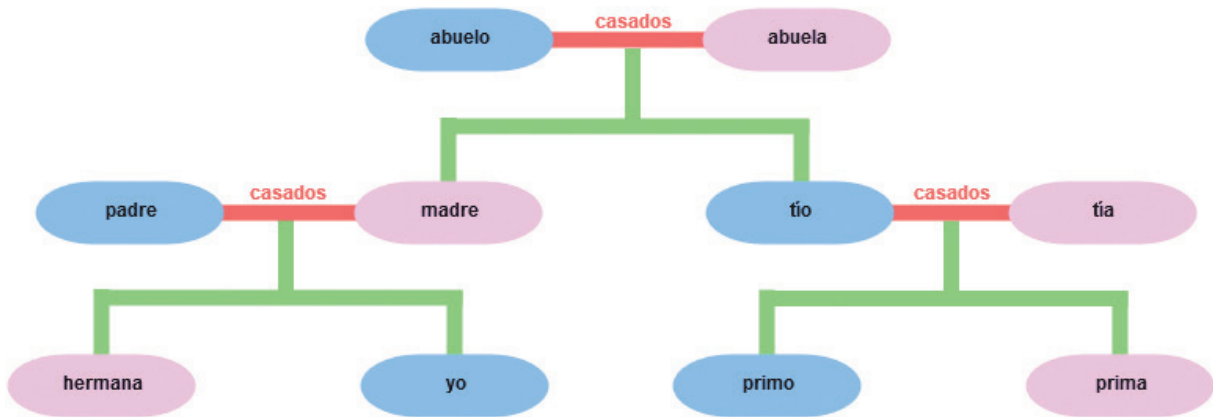 casados
abuelo
abuela
casados
casados
padre
madre
tío
tía
hermana
yo
primo
prima